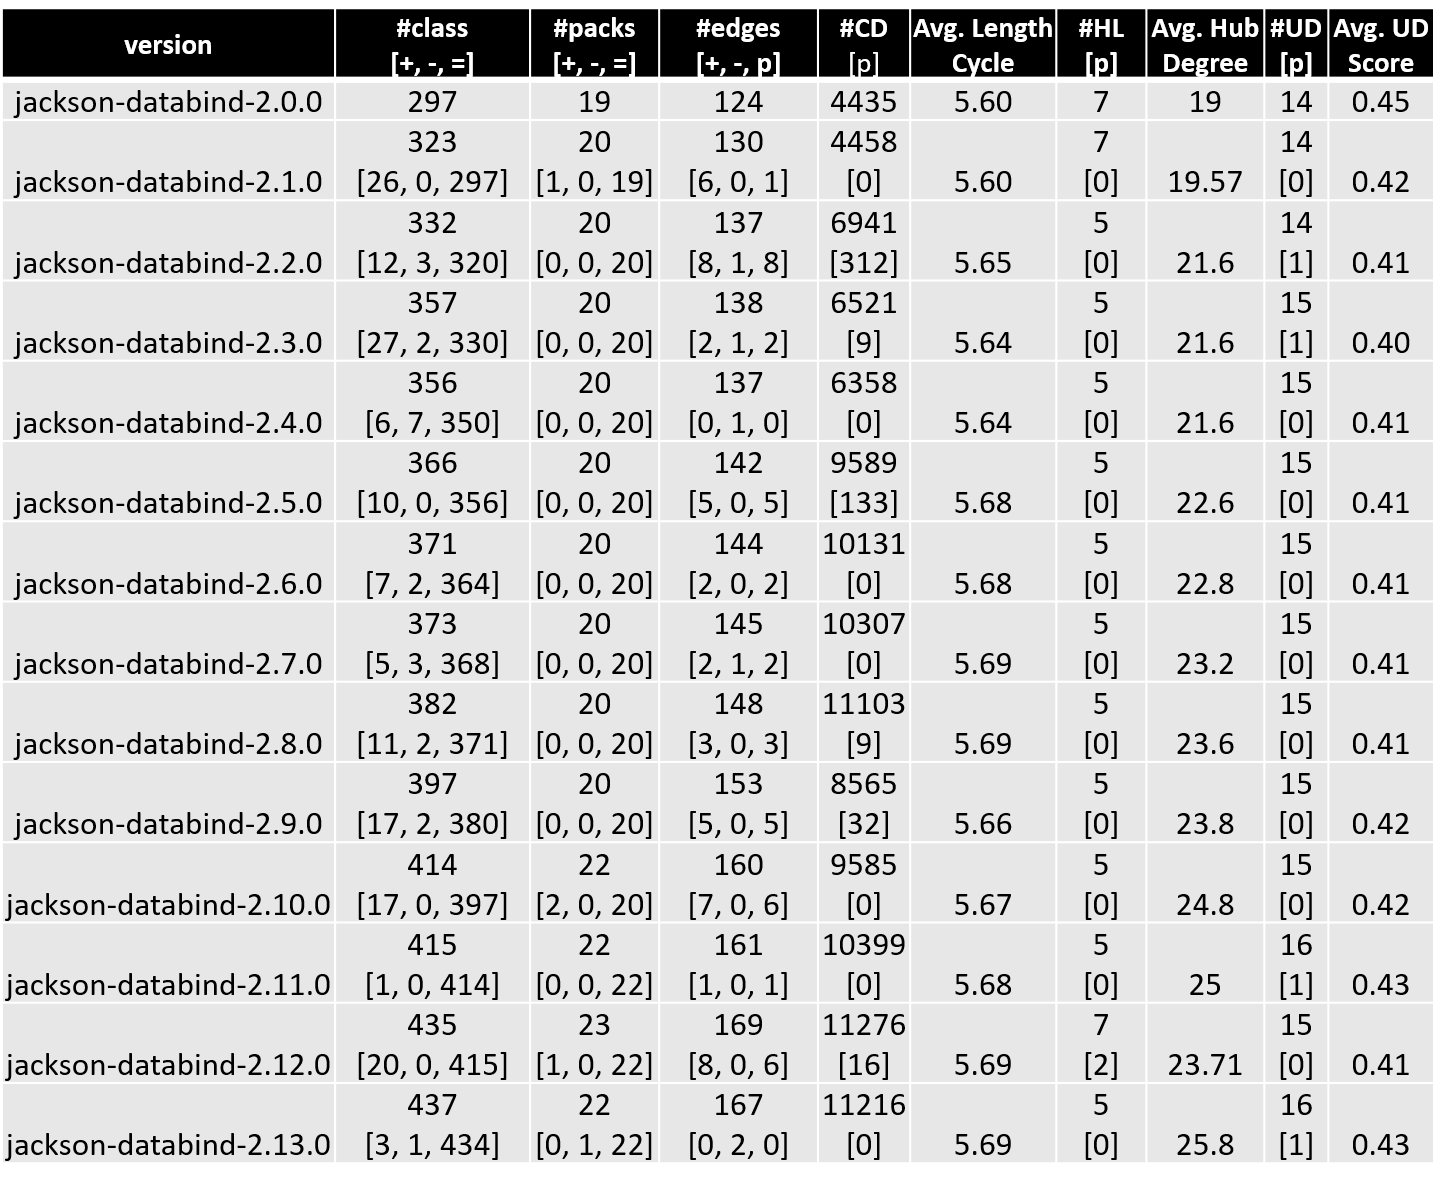 version #class #packs #edges #CD Avg. Length #HL Avg. Hub #UD Avg. UD
[+, -, =] [+, -, =] [+, -, p] [p] Cycle [p] Degree [p] Score
jackson-databind-2.0.0 297 19 124 4435 5.60 7 19 14 0.45
323 20 130 4458 7 14
jackson-databind-2.1.0 [26, 0, 297] [1, 0, 19] [6, 0, 1] [0] 5.60 [0] 19.57 [0] 0.42
332 20 137 6941 5 14
jackson-databind-2.2.0 [12, 3, 320] [0, 0, 20] [8, 1, 8] [312] 5.65 [0] 21.6 [1] 0.41
357 20 138 6521 5 15
jackson-databind-2.3.0 [27, 2, 330] [0, 0, 20] [2, 1, 2] [9] 5.64 [0] 21.6 [1] 0.40
356 20 137 6358 5 15
jackson-databind-2.4.0 [6, 7, 350] [0, 0, 20] [0, 1, 0] [0] 5.64 [0] 21.6 [0] 0.41
366 20 142 9589 5 15
jackson-databind-2.5.0 [10, 0, 356] [0, 0, 20] [5, 0, 5] [133] 5.68 [0] 22.6 [0] 0.41
371 20 144 10131 5 15
jackson-databind-2.6.0 [7, 2, 364] [0, 0, 20] [2, 0, 2] [0] 5.68 [0] 22.8 [0] 0.41
373 20 145 10307 5 15
jackson-databind-2.7.0 [5, 3, 368] [0, 0, 20] [2, 1, 2] [0] 5.69 [0] 23.2 [0] 0.41
382 20 148 11103 5 15
jackson-databind-2.8.0 [11, 2, 371] [0, 0, 20] [3, 0, 3] [9] 5.69 [0] 23.6 [0] 0.41
397 20 153 8565 5 15
jackson-databind-2.9.0 [17, 2, 380] [0, 0, 20] [5, 0, 5] [32] 5.66 [0] 23.8 [0] 0.42
414 22 160 9585 5 15
jackson-databind-2.10.0 [17, 0, 397] [2, 0, 20] [7, 0, 6] [0] 5.67 [0] 24.8 [0] 0.42
415 22 161 10399 5 16
jackson-databind-2.11.0 [1, 0, 414] [0, 0, 22] [1, 0, 1] [0] 5.68 [0] 25 [1] 0.43
435 23 169 11276 7 15
jackson-databind-2.12.0 [20, 0, 415] [1, 0, 22] [8, 0, 6] [16] 5.69 [2] 23.71 [0] 0.41
437 22 167 11216 5 16
jackson-databind-2.13.0 [3, 1, 434] [0, 1, 22] [0, 2, 0] [0] 5.69 [0] 25.8 [1] 0.43